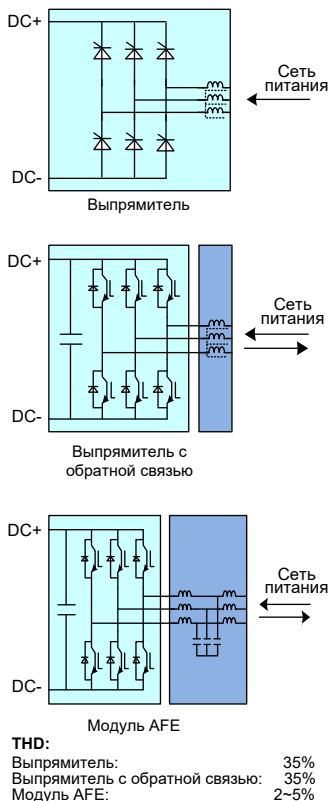 DC+
Сеть
питания
DC-
Выпрямитель
DC+
Сеть
питания
DC-
Выпрямитель с
обратной связью
DC+
Сеть
питания
DC-
Модуль AFE
THD:
Выпрямитель: 35%
Выпрямитель с обратной связью: 35%
Модуль AFE: 2~5%